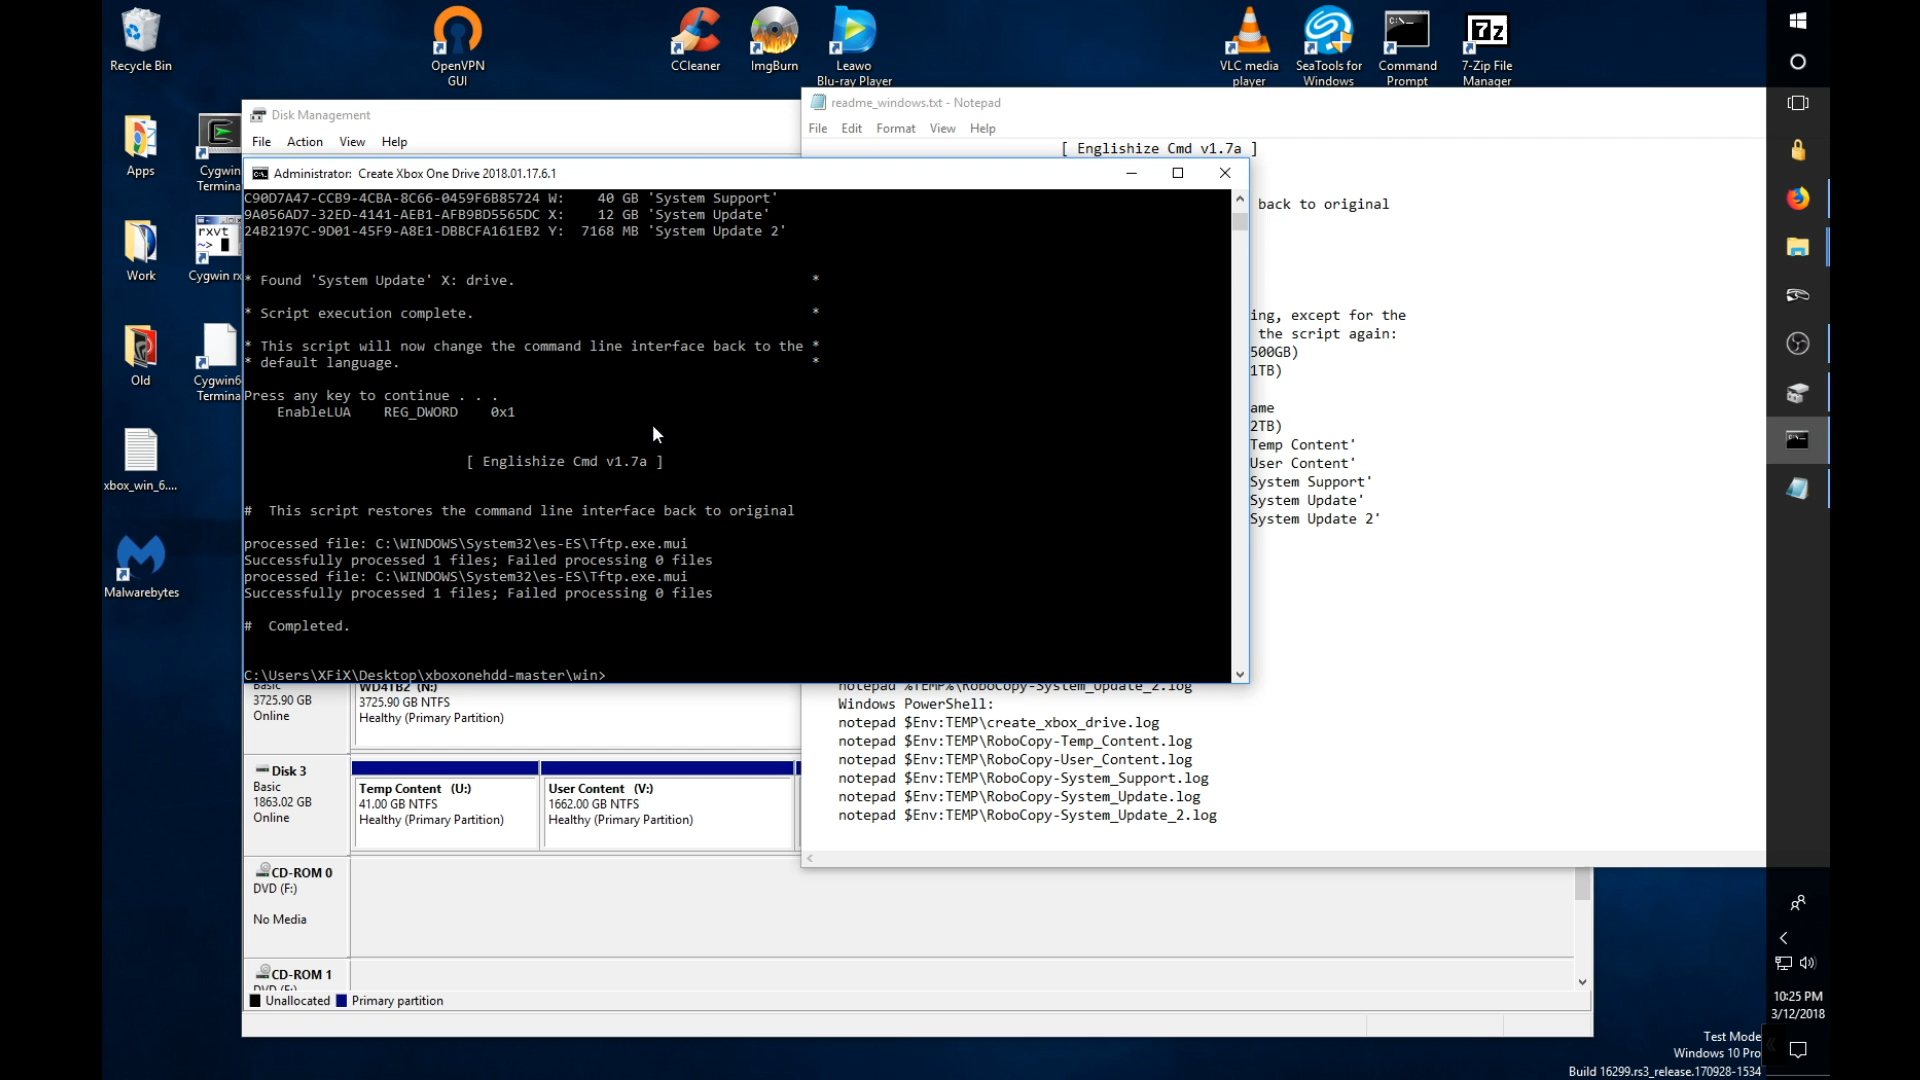 Recycle Bin
OpenVPN
GUI
CCleaner
ImgBurn
Leawo
Blu-ray Player
VLC media
player
SeaTools for
Windows
Command
Prompt
7-Zip File
Manager
Apps
Cygwin
Termina
Work
Cygwin rx
Old
Cygwin6
Termina
xbox_win_6....
Malwarebytes
Disk Management
File Action View Help
readme_windows.txt - Notepad
File Edit Format View Help
[ Englishize Cmd v1.7a ]
back to original
ing, except for the
the script again:
500GB)
1TB)
ame
2TB)
Temp Content'
User Content'
System Support'
System Update'
System Update 2'
Administrator: Create Xbox One Drive 2018.01.17.6.1
C90D7A47-CCB9-4CBA-8C66-0459F6B85724 W: 40 GB 'System Support'
9A056AD7-32ED-4141-AEB1-AFB9BD5565DC X: 12 GB 'System Update'
24B2197C-9D01-45F9-A8E1-DBBCFA161EB2 Y: 7168 MB 'System Update 2'
* Found 'System Update' X: drive. *
* Script execution complete. *
* This script will now change the command line interface back to the *
* default language. *
Press any key to continue . . .
EnableLUA REG_DWORD 0x1
[ Englishize Cmd v1.7a ]
# This script restores the command line interface back to original
processed file: C:\WINDOWS\System32\es-ES\Tftp.exe.mui
Successfully processed 1 files; Failed processing 0 files
processed file: C:\WINDOWS\System32\es-ES\Tftp.exe.mui
Successfully processed 1 files; Failed processing 0 files
# Completed.
C:\Users\XFiX\Desktop\xboxonehdd-master\win>
Basic
3725.90 GB
Online
WD4TB2 (N:)
3725.90 GB NTFS
Healthy (Primary Partition)
notepad %TEMP%\RoboCopy-System_Update_2.log
Windows PowerShell:
notepad $Env:TEMP\create_xbox_drive.log
notepad $Env:TEMP\RoboCopy-Temp_Content.log
notepad $Env:TEMP\RoboCopy-User_Content.log
notepad $Env:TEMP\RoboCopy-System_Support.log
notepad $Env:TEMP\RoboCopy-System_Update.log
notepad $Env:TEMP\RoboCopy-System_Update_2.log
Disk 3
Basic
1863.02 GB
Online
Temp Content (U:)
41.00 GB NTFS
Healthy (Primary Partition)
User Content (V:)
1662.00 GB NTFS
Healthy (Primary Partition)
CD-ROM 0
DVD (F:)
No Media
CD-ROM 1
Unallocated Primary partition
10:25 PM
3/12/2018
Test Mode
Windows 10 Pro
Build 16299.rs3_release.170928-1534